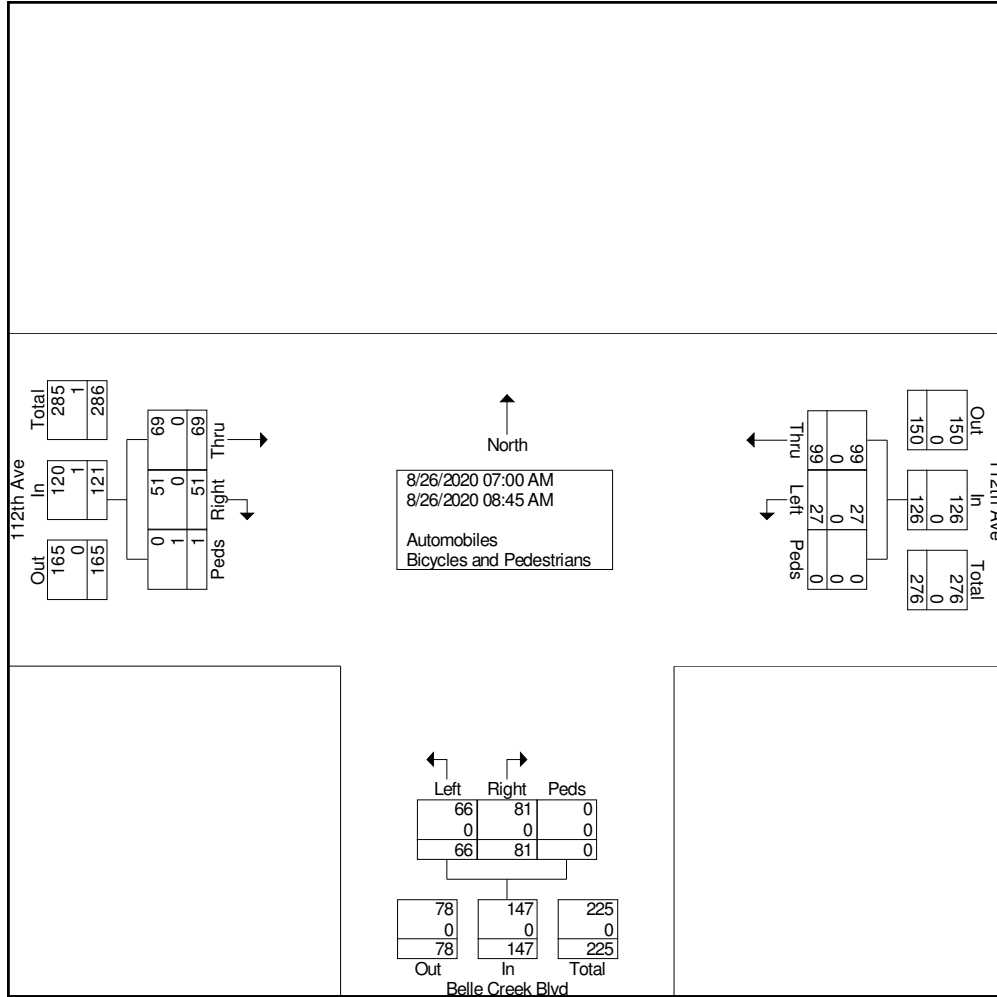 112th Ave
Total
285
1
286
In
120
1
121
Out
165
0
165
Thru
69
0
69
Right
51
0
51
Peds
0
1
1
North
8/26/2020 07:00 AM
8/26/2020 08:45 AM
Automobiles
Bicycles and Pedestrians
Thru
99
0
99
Left
27
0
27
Peds
0
0
0
Out
150
0
150
In
126
0
126
Total
276
0
276
112th Ave
Left Right Peds
66 81 0
0 0 0
66 81 0
78 147 225
0 0 0
78 147 225
Out In Total
Belle Creek Blvd